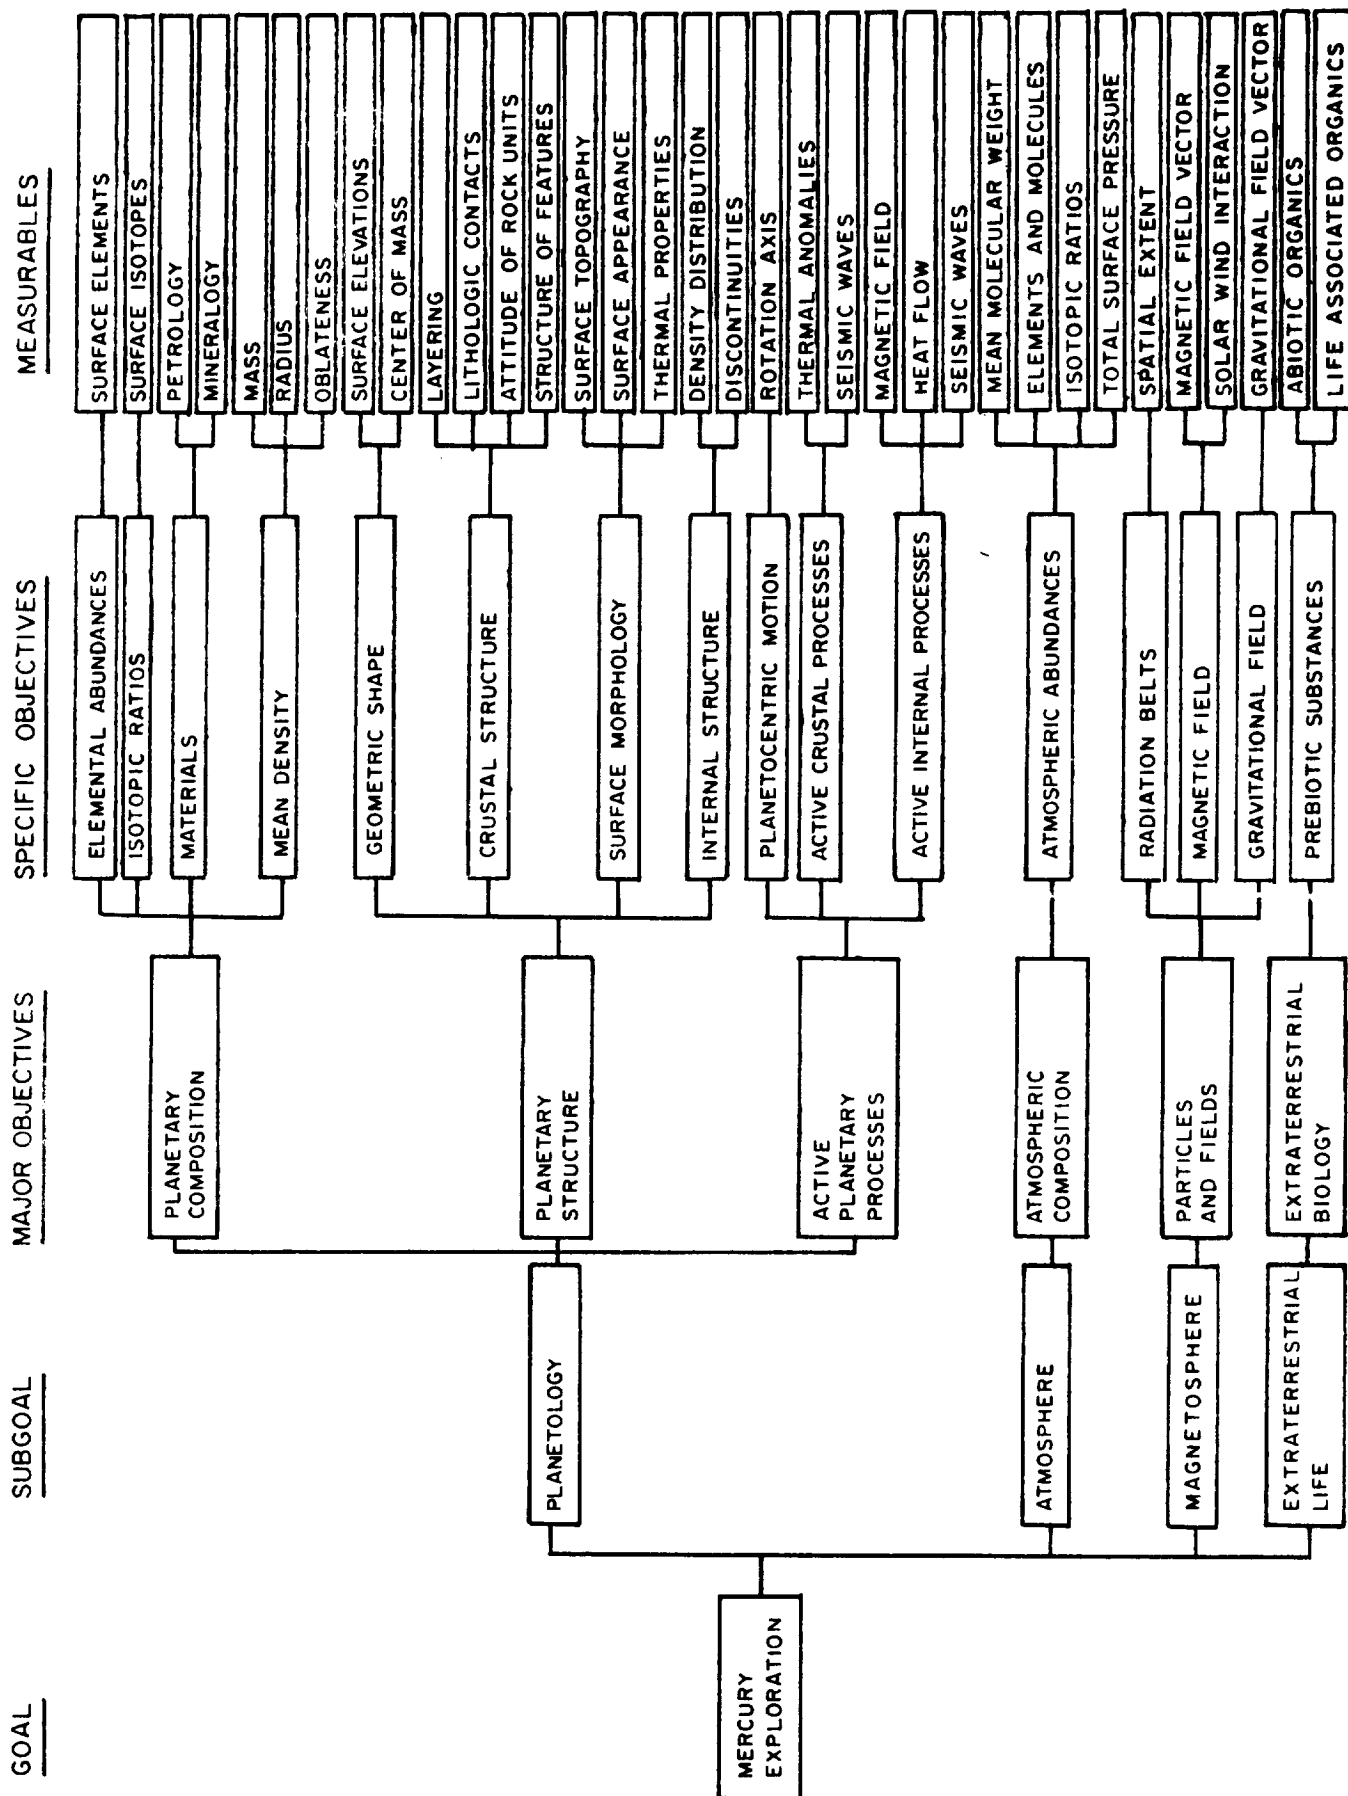 GOAL
SUBGOAL
MAJOR OBJECTIVES
SPECIFIC OBJECTIVES
MEASURABLES
MERCURY
EXPLORATION
PLANETOLOGY
ATMOSPHERE
MAGNETOSPHERE
EXTRATERRESTRIAL
LIFE
PLANETARY
COMPOSITION
PLANETARY
STRUCTURE
ACTIVE
PLANETARY
PROCESSES
ATMOSPHERIC
COMPOSITION
PARTICLES
AND FIELDS
EXTRATERRESTRIAL
BIOLOGY
ELEMENTAL ABUNDANCES
ISOTOPIC RATIOS
MATERIALS
MEAN DENSITY
GEOMETRIC SHAPE
CRUSTAL STRUCTURE
SURFACE MORPHOLOGY
INTERNAL STRUCTURE
PLANETOCENTRIC MOTION
ACTIVE CRUSTAL PROCESSES
ACTIVE INTERNAL PROCESSES
ATMOSPHERIC ABUNDANCES
RADIATION BELTS
MAGNETIC FIELD
GRAVITATIONAL FIELD
PREBIOTIC SUBSTANCES
SURFACE ELEMENTS
SURFACE ISOTOPES
PETROLOGY
MINERALOGY
MASS
RADIUS
OBLATENESS
SURFACE ELEVATIONS
CENTER OF MASS
LAYERING
LITHOLOGIC CONTACTS
ATTITUDE OF ROCK UNITS
STRUCTURE OF FEATURES
SURFACE TOPOGRAPHY
SURFACE APPEARANCE
THERMAL PROPERTIES
DENSITY DISTRIBUTION
DISCONTINUITIES
ROTATION AXIS
THERMAL ANOMALIES
SEISMIC WAVES
MAGNETIC FIELD
HEAT FLOW
SEISMIC WAVES
MEAN MOLECULAR WEIGHT
ELEMENTS AND MOLECULES
ISOTOPIC RATIOS
TOTAL SURFACE PRESSURE
SPATIAL EXTENT
MAGNETIC FIELD VECTOR
SOLAR WIND INTERACTION
GRAVITATIONAL FIELD VECTOR
ABIOTIC ORGANICS
LIFE ASSOCIATED ORGANICS